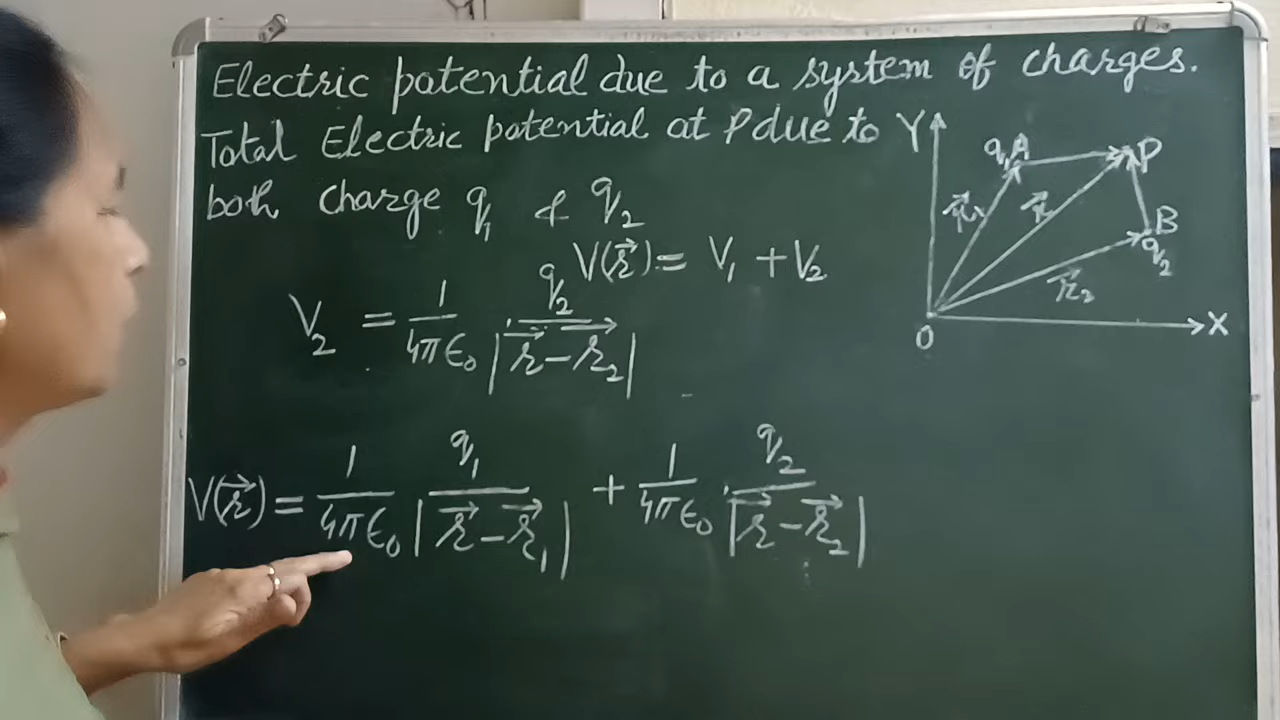 Electric potential due to a system of charges.
Total Electric potential at P due to
both charge q₁ & q₂
V(r⃗) = V₁ + V₂
V₂ = 1/4πϵ₀ q₂/|r⃗ - r⃗₂|
V(r⃗) = 1/4πϵ₀ q₁/|r⃗ - r⃗₁| + 1/4πϵ₀ q₂/|r⃗ - r⃗₂|
Y
q₁ A
P
r⃗₁
r⃗
B
q₂
r⃗₂
O
X